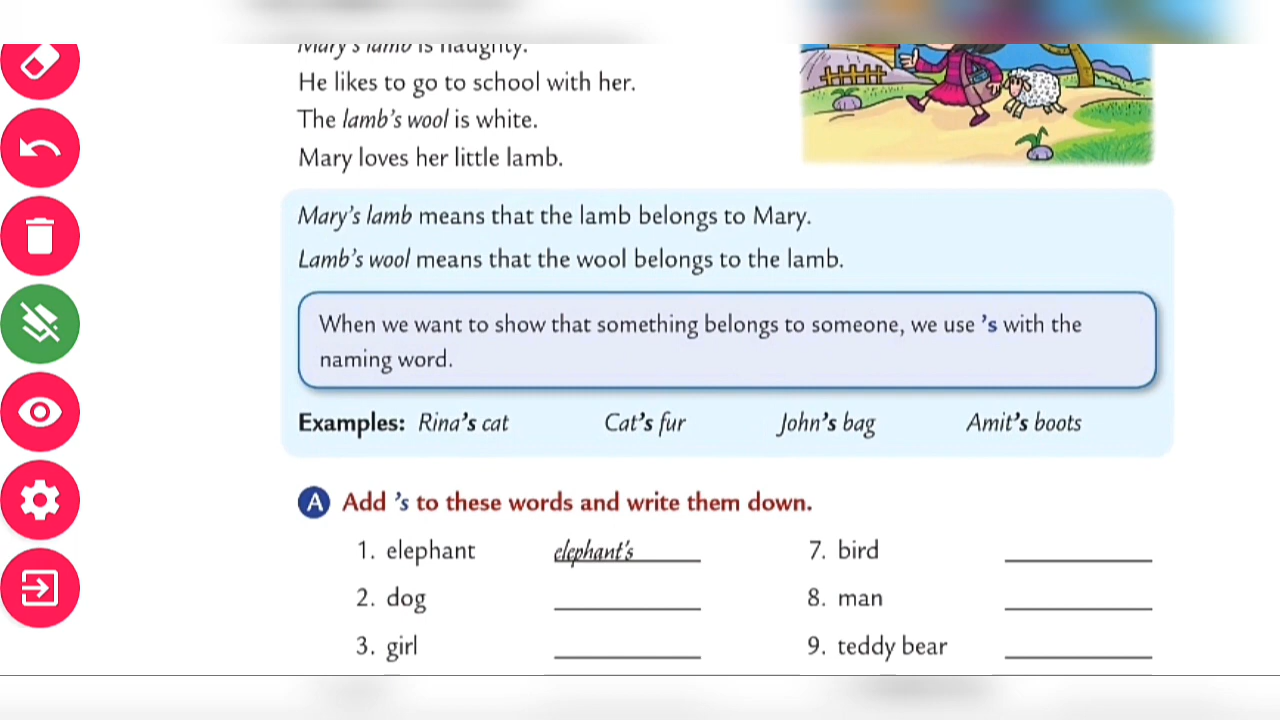 Mary's lamb is naughty.
He likes to go to school with her.
The lamb's wool is white.
Mary loves her little lamb.
Mary's lamb means that the lamb belongs to Mary.
Lamb's wool means that the wool belongs to the lamb.
When we want to show that something belongs to someone, we use 's with the
naming word.
Examples: Rina's cat Cat's fur John's bag Amit's boots
A Add 's to these words and write them down.
1. elephant elephant's 7. bird
2. dog 8. man
3. girl 9. teddy bear